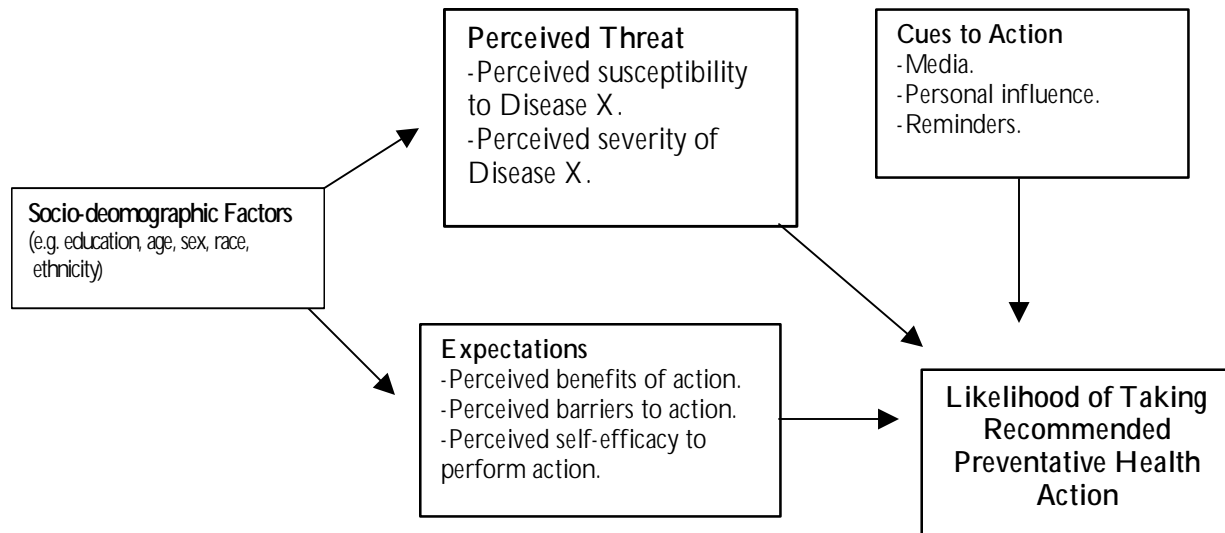 Perceived Threat
-Perceived susceptibility
to Disease X.
-Perceived severity of
Disease X.
Cues to Action
-Media.
-Personal influence.
-Reminders.
Socio-deomographic Factors
(e.g. education, age, sex, race,
ethnicity)
Expectations
-Perceived benefits of action.
-Perceived barriers to action.
-Perceived self-efficacy to
perform action.
Likelihood of Taking
Recommended
Preventative Health
Action